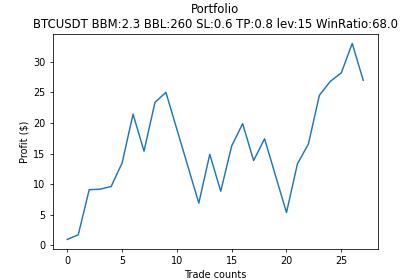 Portfolio
BTCUSDT BBM:2.3 BBL:260 SL:0.6 TP:0.8 lev:15 WinRatio:68.0
30
25
20
15
10
5
0
Profit ($)
0 5 10 15 20 25
Trade counts